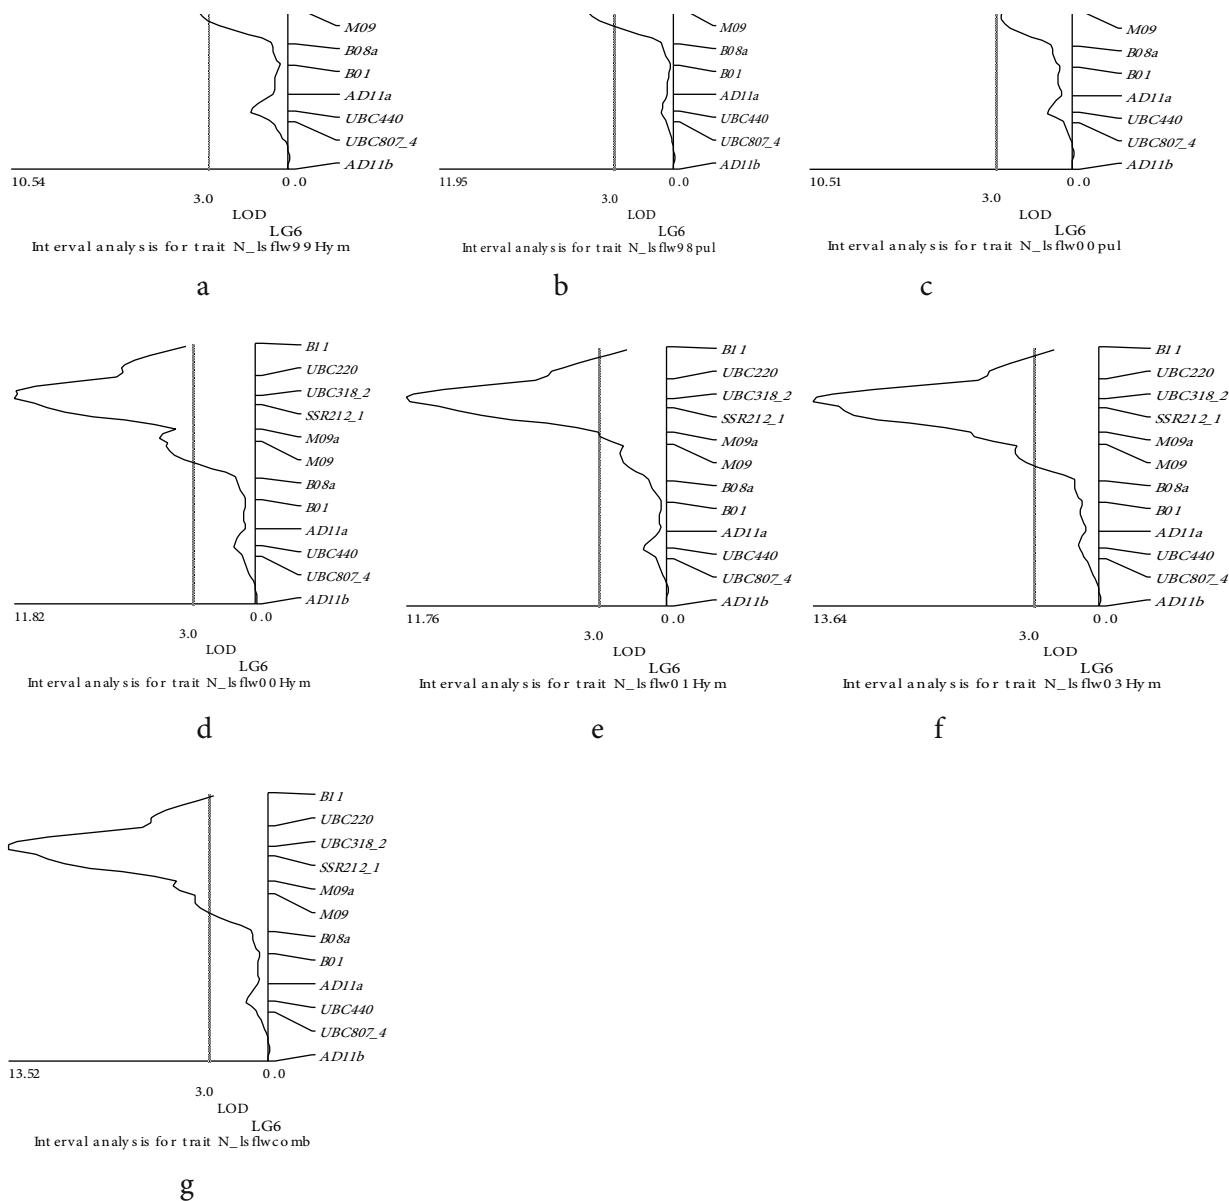 M09
B08a
B01
AD11a
UBC440
UBC807_4
AD11b
10.54 0.0
3.0
LOD
LG6
Interval analysis for trait N_lsflw99Hym
a
M09
B08a
B01
AD11a
UBC440
UBC807_4
AD11b
11.95 0.0
3.0
LOD
LG6
Interval analysis for trait N_lsflw98pul
b
M09
B08a
B01
AD11a
UBC440
UBC807_4
AD11b
10.51 0.0
3.0
LOD
LG6
Interval analysis for trait N_lsflw00pul
c
B11
UBC220
UBC318_2
SSR212_1
M09a
M09
B08a
B01
AD11a
UBC440
UBC807_4
AD11b
11.82 0.0
3.0
LOD
LG6
Interval analysis for trait N_lsflw00Hym
d
B11
UBC220
UBC318_2
SSR212_1
M09a
M09
B08a
B01
AD11a
UBC440
UBC807_4
AD11b
11.76 0.0
3.0
LOD
LG6
Interval analysis for trait N_lsflw01Hym
e
B11
UBC220
UBC318_2
SSR212_1
M09a
M09
B08a
B01
AD11a
UBC440
UBC807_4
AD11b
13.64 0.0
3.0
LOD
LG6
Interval analysis for trait N_lsflw03Hym
f
B11
UBC220
UBC318_2
SSR212_1
M09a
M09
B08a
B01
AD11a
UBC440
UBC807_4
AD11b
13.52 0.0
3.0
LOD
LG6
Interval analysis for trait N_lsflwcomb
g